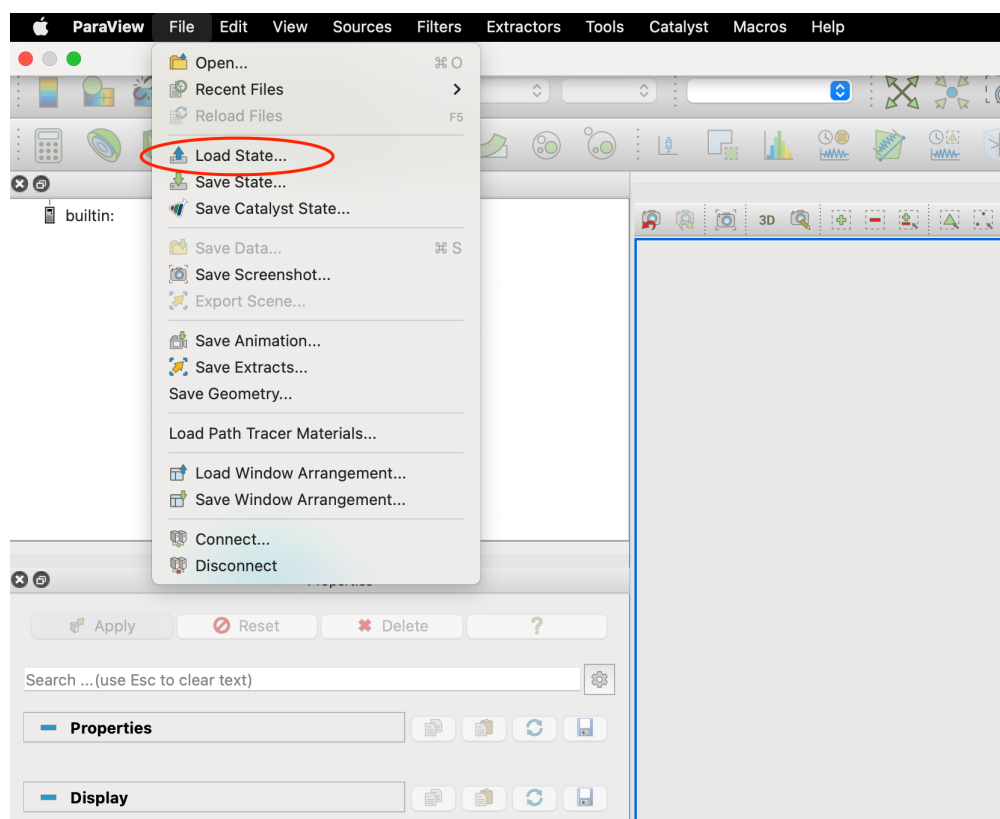 ParaView File Edit View Sources Filters Extractors Tools Catalyst Macros Help
Open... ⌘ O
Recent Files
Reload Files F5
Load State...
Save State...
Save Catalyst State...
builtin:
3D
Save Data... ⌘ S
Save Screenshot...
Export Scene...
Save Animation...
Save Extracts...
Save Geometry...
Load Path Tracer Materials...
Load Window Arrangement...
Save Window Arrangement...
Connect...
Disconnect
Apply Reset Delete ?
Search ...(use Esc to clear text)
Properties
Display